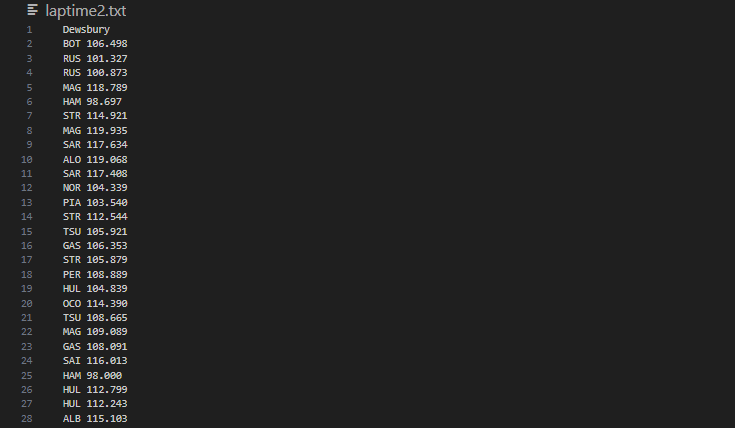 laptime2.txt
1 Dewsbury
2 BOT 106.498
3 RUS 101.327
4 RUS 100.873
5 MAG 118.789
6 HAM 98.697
7 STR 114.921
8 MAG 119.935
9 SAR 117.634
10 ALO 119.068
11 SAR 117.408
12 NOR 104.339
13 PIA 103.540
14 STR 112.544
15 TSU 105.921
16 GAS 106.353
17 STR 105.879
18 PER 108.889
19 HUL 104.839
20 OCO 114.390
21 TSU 108.665
22 MAG 109.089
23 GAS 108.091
24 SAI 116.013
25 HAM 98.000
26 HUL 112.799
27 HUL 112.243
28 ALB 115.103